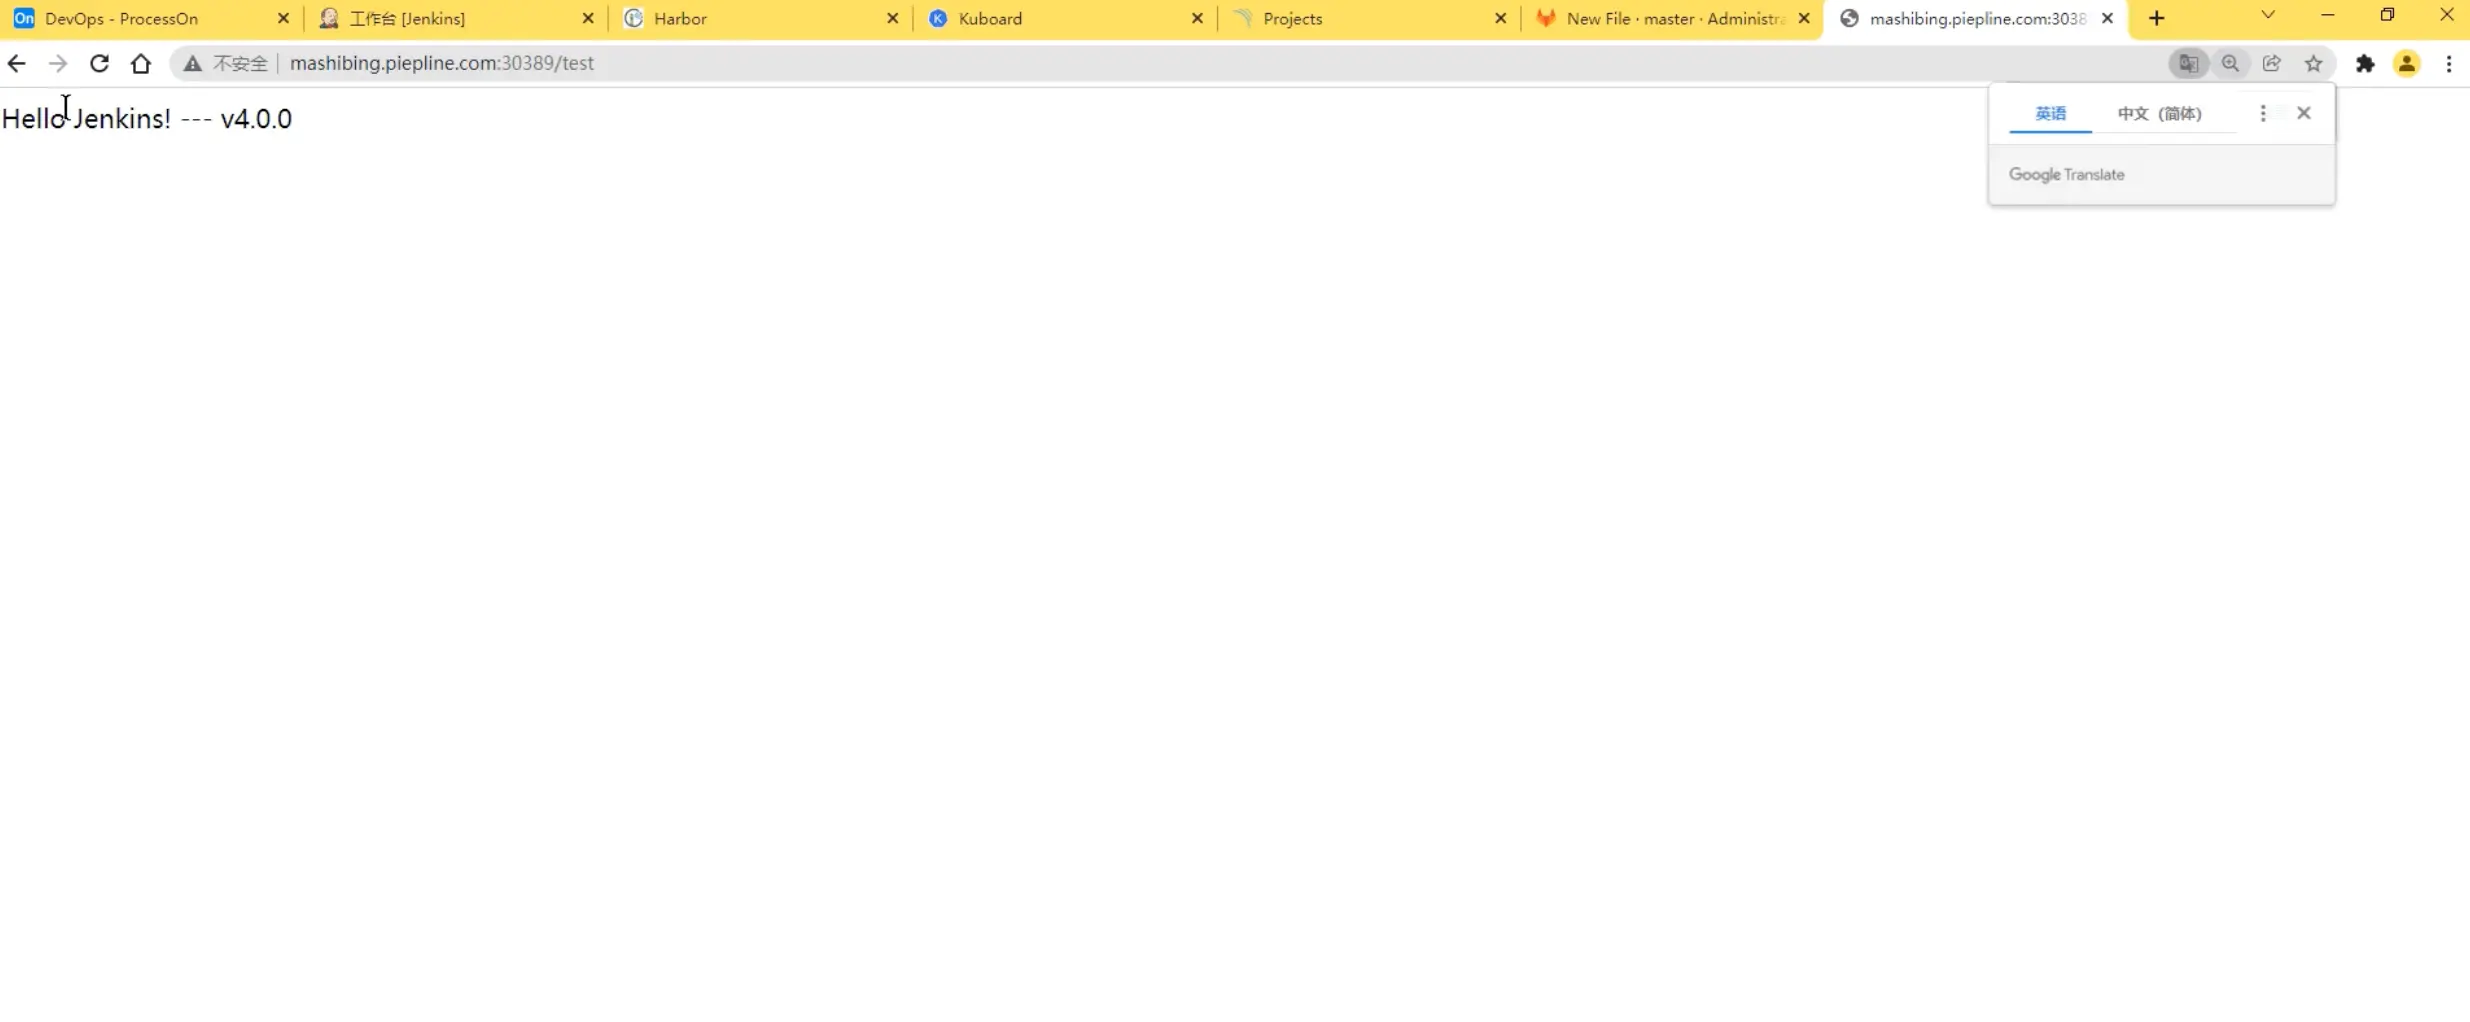 DevOps - ProcessOn
工作台 [Jenkins]
Harbor
Kuboard
Projects
New File · master · Administra
mashibing.piepline.com:3038
不安全
mashibing.piepline.com:30389/test
Hello Jenkins! --- v4.0.0
英语
中文（简体）
Google Translate